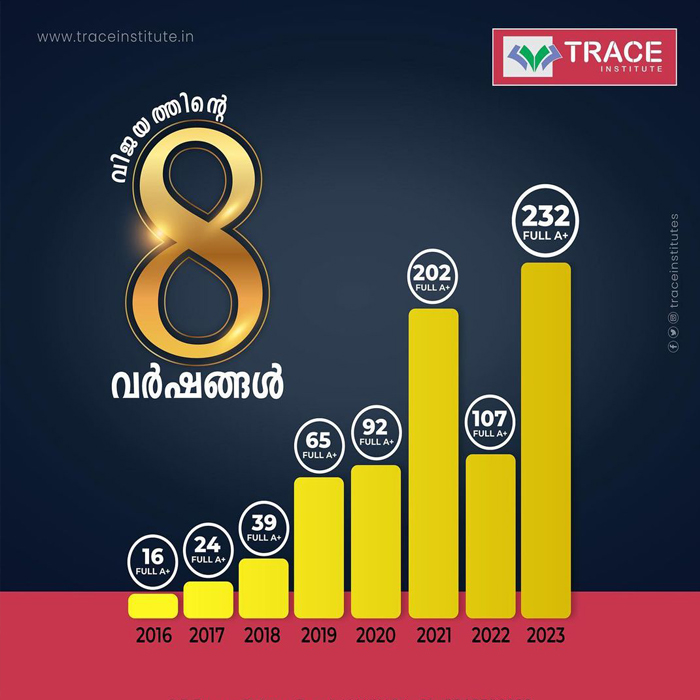 www.traceinstitute.in
TRACE
INSTITUTE
വിജയത്തിന്റെ
8
വർഷങ്ങൾ
232
FULL A+
202
FULL A+
107
FULL A+
92
FULL A+
65
FULL A+
39
FULL A+
24
FULL A+
16
FULL A+
2016 2017 2018 2019 2020 2021 2022 2023
traceinstitutes